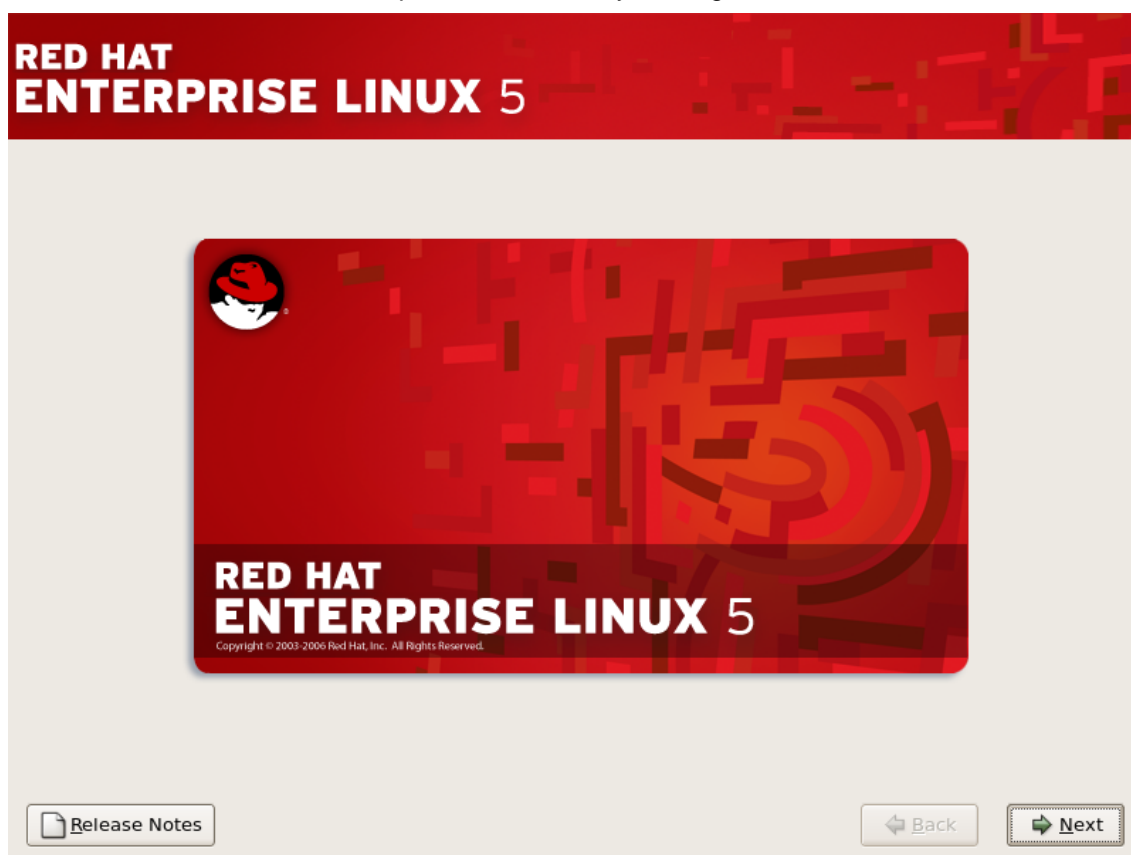 RED HAT
ENTERPRISE LINUX 5
RED HAT
ENTERPRISE LINUX 5
Copyright © 2003-2006 Red Hat, Inc. All Rights Reserved.
Release Notes
Back
Next